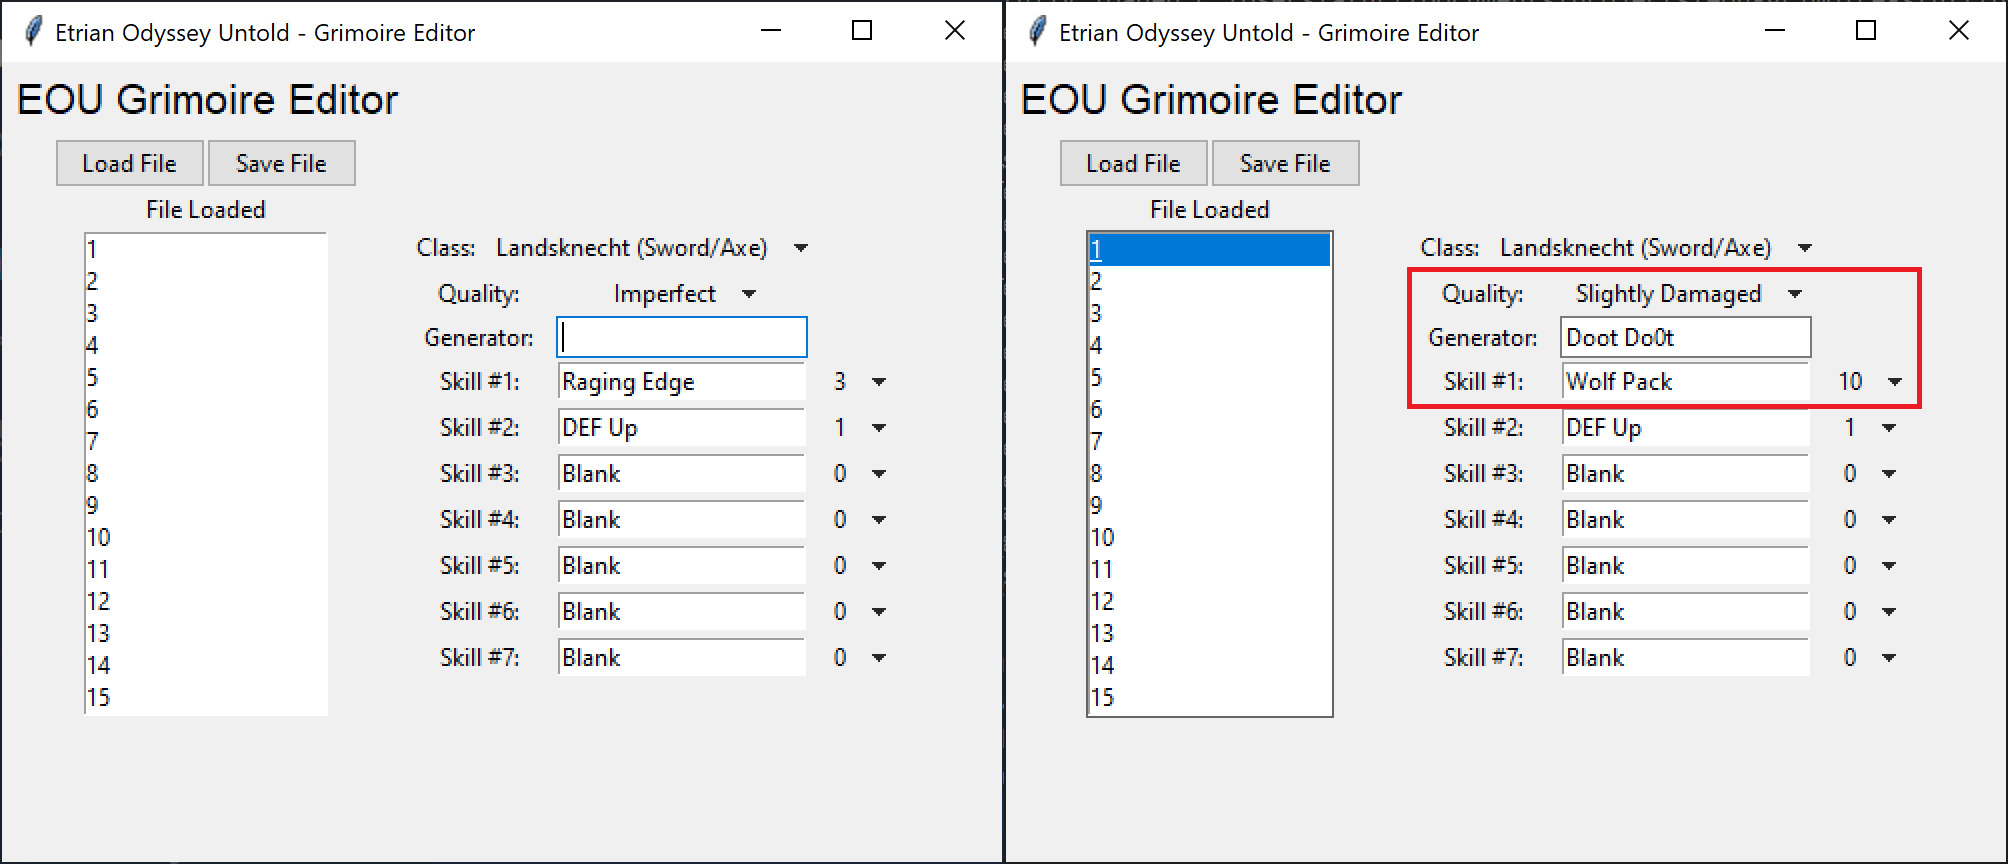 Etrian Odyssey Untold - Grimoire Editor
EOU Grimoire Editor
Load File Save File
File Loaded
1
2
3
4
5
6
7
8
9
10
11
12
13
14
15
Class: Landsknecht (Sword/Axe)
Quality: Imperfect
Generator:
Skill #1: Raging Edge 3
Skill #2: DEF Up 1
Skill #3: Blank 0
Skill #4: Blank 0
Skill #5: Blank 0
Skill #6: Blank 0
Skill #7: Blank 0
Etrian Odyssey Untold - Grimoire Editor
EOU Grimoire Editor
Load File Save File
File Loaded
1
2
3
4
5
6
7
8
9
10
11
12
13
14
15
Class: Landsknecht (Sword/Axe)
Quality: Slightly Damaged
Generator: Doot Do0t
Skill #1: Wolf Pack 10
Skill #2: DEF Up 1
Skill #3: Blank 0
Skill #4: Blank 0
Skill #5: Blank 0
Skill #6: Blank 0
Skill #7: Blank 0